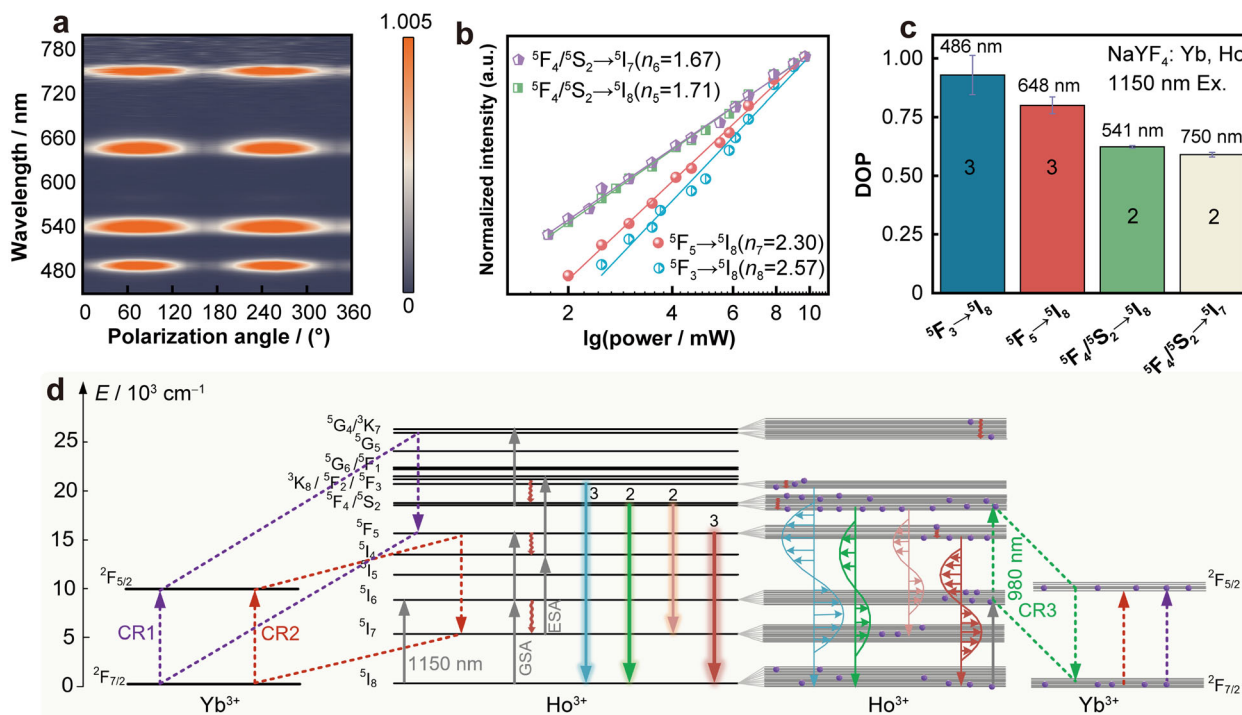 a
1.005
0
Wavelength / nm
780
720
660
600
540
480
0 60 120 180 240 300 360
Polarization angle / (°)
b
Normalized intensity (a.u.)
⁵F₄/⁵S₂→⁵I₇(n₆=1.67)
⁵F₄/⁵S₂→⁵I₈(n₅=1.71)
⁵F₅→⁵I₈(n₇=2.30)
⁵F₃→⁵I₈(n₈=2.57)
2 4 6 8 10
lg(power / mW)
c
DOP
1.00
0.75
0.50
0.25
0
NaYF₄: Yb, Ho
1150 nm Ex.
486 nm
648 nm
541 nm
750 nm
3 3 2 2
⁵F₃→⁵I₈
⁵F₅→⁵I₈
⁵F₄/⁵S₂→⁵I₈
⁵F₄/⁵S₂→⁵I₇
d
E / 10³ cm⁻¹
25
20
15
10
5
0
²F₅/₂
²F₇/₂
CR1
CR2
Yb³⁺
⁵G₄/³K₇
⁵G₅
⁵G₆/⁵F₁
³K₈/⁵F₂/⁵F₃
⁵F₄/⁵S₂
⁵F₅
⁵I₄
⁵I₅
⁵I₆
⁵I₇
⁵I₈
1150 nm
GSA
ESA
3
2
2
3
Ho³⁺
Ho³⁺
980 nm
CR3
²F₅/₂
²F₇/₂
Yb³⁺